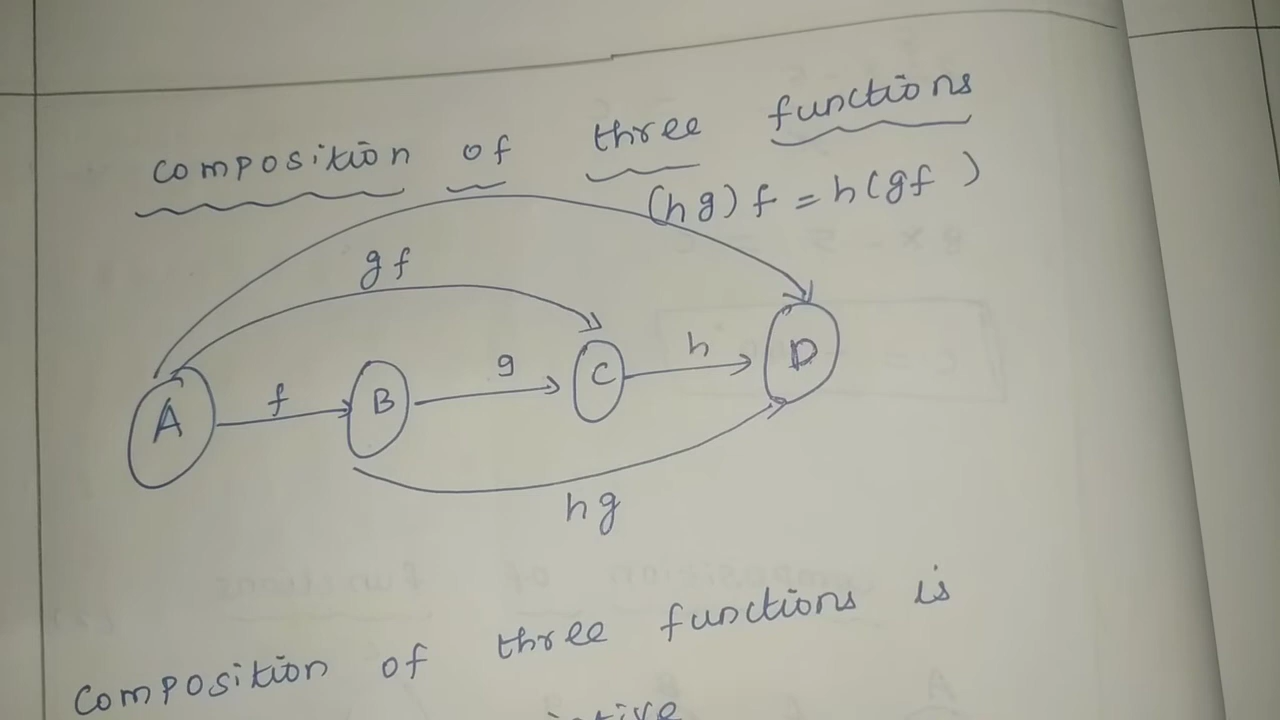 composition of three functions
(hg)f = h(gf)
gf
A f B g C h D
hg
composition of three functions is